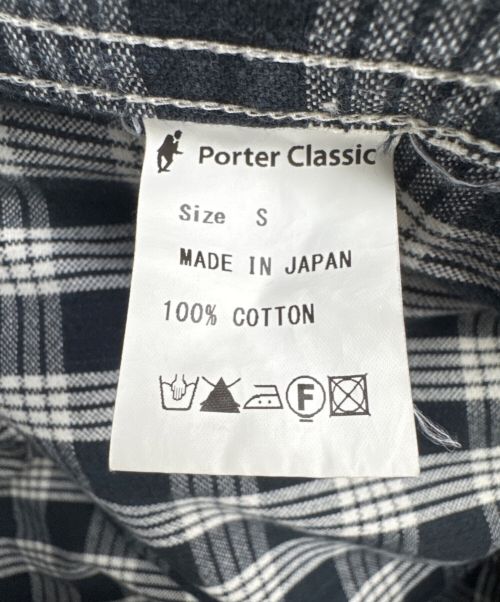 Porter Classic
Size S
MADE IN JAPAN
100% COTTON
F